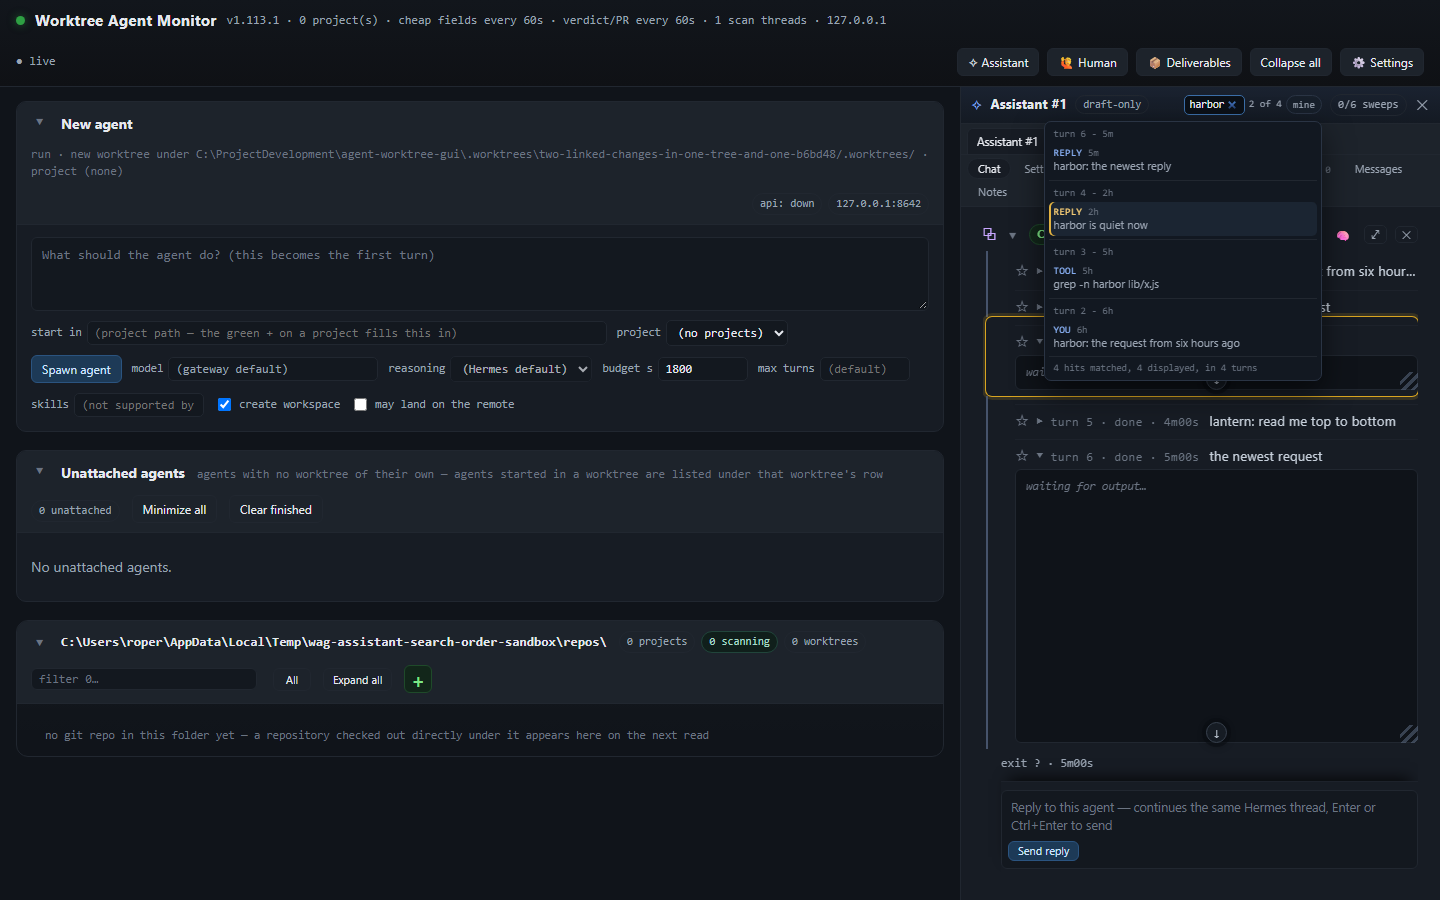 Worktree Agent Monitor v1.113.1 · 0 project(s) · cheap fields every 60s · verdict/PR every 60s · 1 scan threads · 127.0.0.1
live
Assistant
Human
Deliverables
Collapse all
Settings
New agent
run · new worktree under C:\ProjectDevelopment\agent-worktree-gui\.worktrees\two-linked-changes-in-one-tree-and-one-b6bd48/.worktrees/ ·
project (none)
api: down 127.0.0.1:8642
What should the agent do? (this becomes the first turn)
start in (project path — the green + on a project fills this in) project (no projects)
Spawn agent model (gateway default) reasoning (Hermes default) budget s 1800 max turns (default)
skills (not supported by create workspace may land on the remote
Unattached agents agents with no worktree of their own — agents started in a worktree are listed under that worktree's row
0 unattached Minimize all Clear finished
No unattached agents.
C:\Users\roper\AppData\Local\Temp\wag-assistant-search-order-sandbox\repos\ 0 projects 0 scanning 0 worktrees
filter 0… All Expand all +
no git repo in this folder yet — a repository checked out directly under it appears here on the next read
Assistant #1 draft-only harbor × 2 of 4 mine 0/6 sweeps ×
Assistant #1
Chat Sett 0 Messages
Notes
turn 6 - 5m
REPLY 5m
harbor: the newest reply
turn 4 - 2h
REPLY 2h
harbor is quiet now
turn 3 - 5h
TOOL 5h
grep -n harbor lib/x.js
turn 2 - 6h
YOU 6h
harbor: the request from six hours ago
4 hits matched, 4 displayed, in 4 turns
C
from six hour…
st
wai
turn 5 · done · 4m00s lantern: read me top to bottom
turn 6 · done · 5m00s the newest request
waiting for output…
↓
exit ? · 5m00s
Reply to this agent — continues the same Hermes thread, Enter or
Ctrl+Enter to send
Send reply